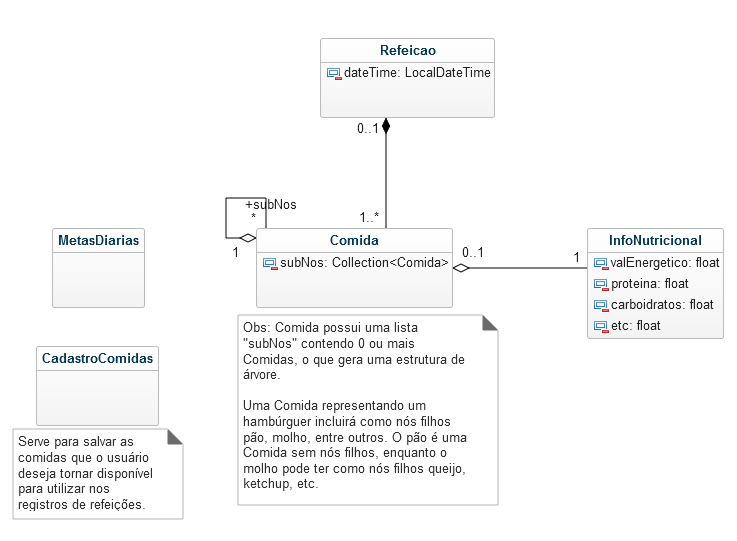 Refeicao
dateTime: LocalDateTime
0..1
+subNos
*
1..*
1
MetasDiarias
Comida
subNos: Collection<Comida>
0..1
1
InfoNutricional
valEnergetico: float
proteina: float
carboidratos: float
etc: float
Obs: Comida possui uma lista
"subNos" contendo 0 ou mais
Comidas, o que gera uma estrutura de
árvore.
Uma Comida representando um
hambúrguer incluirá como nós filhos
pão, molho, entre outros. O pão é uma
Comida sem nós filhos, enquanto o
molho pode ter como nós filhos queijo,
ketchup, etc.
CadastroComidas
Serve para salvar as
comidas que o usuário
deseja tornar disponível
para utilizar nos
registros de refeições.